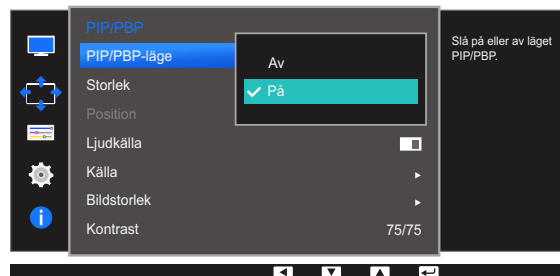 PIP/PBP
PIP/PBP-läge
Av
På
Storlek
Position
Ljudkälla
Källa
Bildstorlek
Kontrast 75/75
Slå på eller av läget
PIP/PBP.